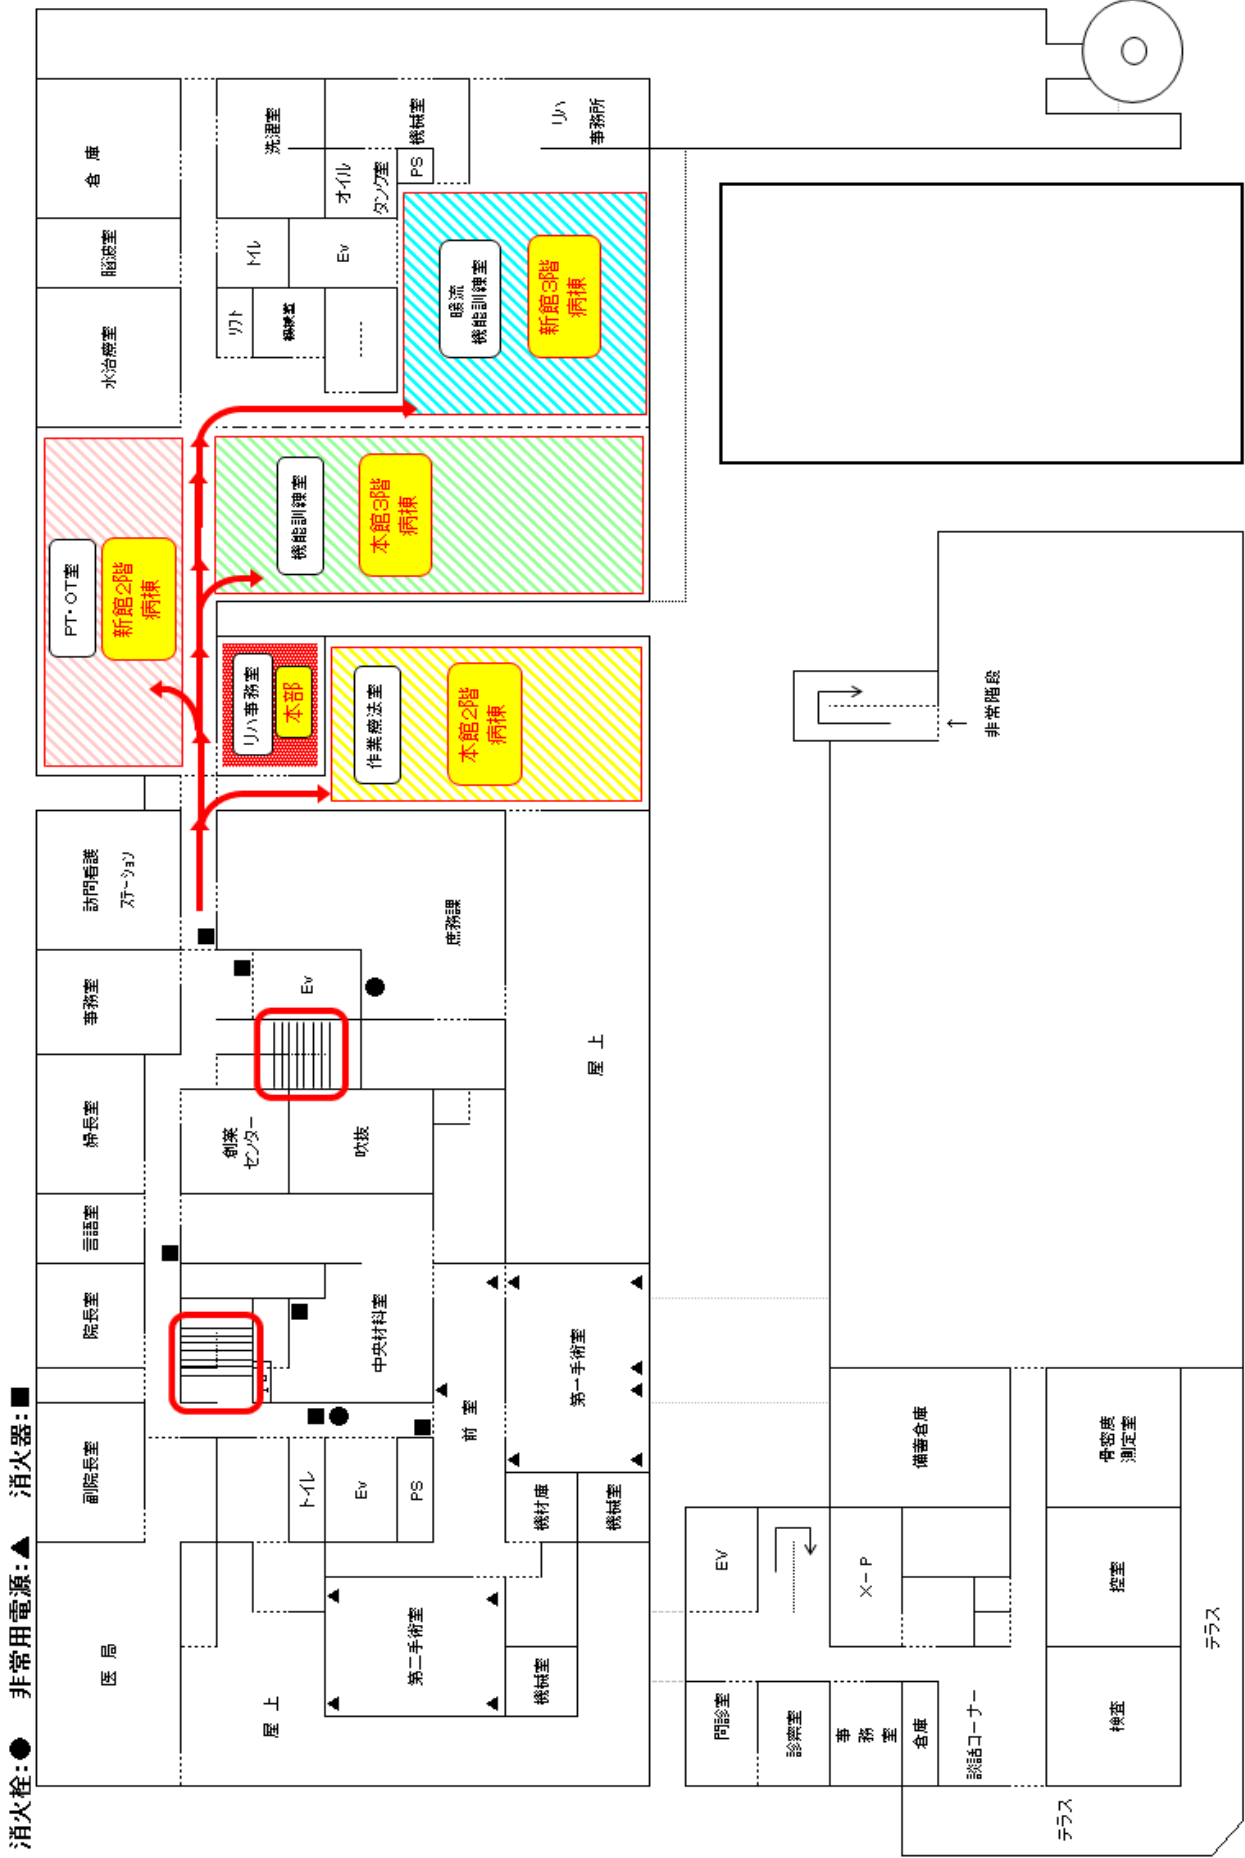 消火栓:● 非常用電源:▲ 消火器:■
医局
副院長室
院長室
言語室
婦長室
事務室
訪問看護
ステーション
PT・OT室
新館2階
病棟
水治療室
脳波室
倉庫
屋上
トイレ
Ev
PS
中央材料室
創薬
センター
吹抜
Ev
庶務課
リハ事務室
本部
作業療法室
本館2階
病棟
機能訓練室
本館3階
病棟
リフト
Ev
トイレ
洗濯室
オイル
タンク室
機械室
PS
暖流
機能訓練室
新館3階
病棟
リハ
事務所
第二手術室
機械室
前室
機材庫
機械室
第一手術室
屋上
問診室
診察室
事務室
倉庫
談話コーナー
EV
X-P
備蓄倉庫
非常階段
検査
控室
骨密度
測定室
テラス
テラス